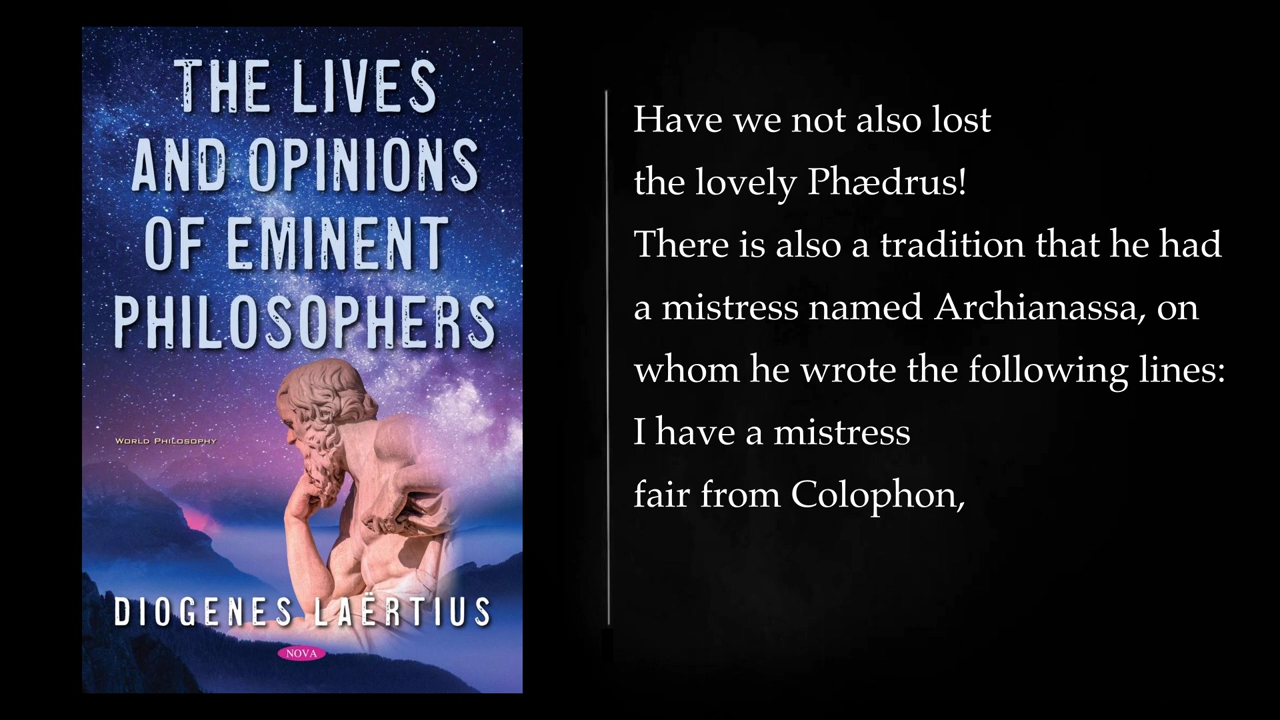 THE LIVES
AND OPINIONS
OF EMINENT
PHILOSOPHERS
WORLD PHILOSOPHY
DIOGENES LAËRTIUS
NOVA
Have we not also lost
the lovely Phædrus!
There is also a tradition that he had
a mistress named Archianassa, on
whom he wrote the following lines:
I have a mistress
fair from Colophon,